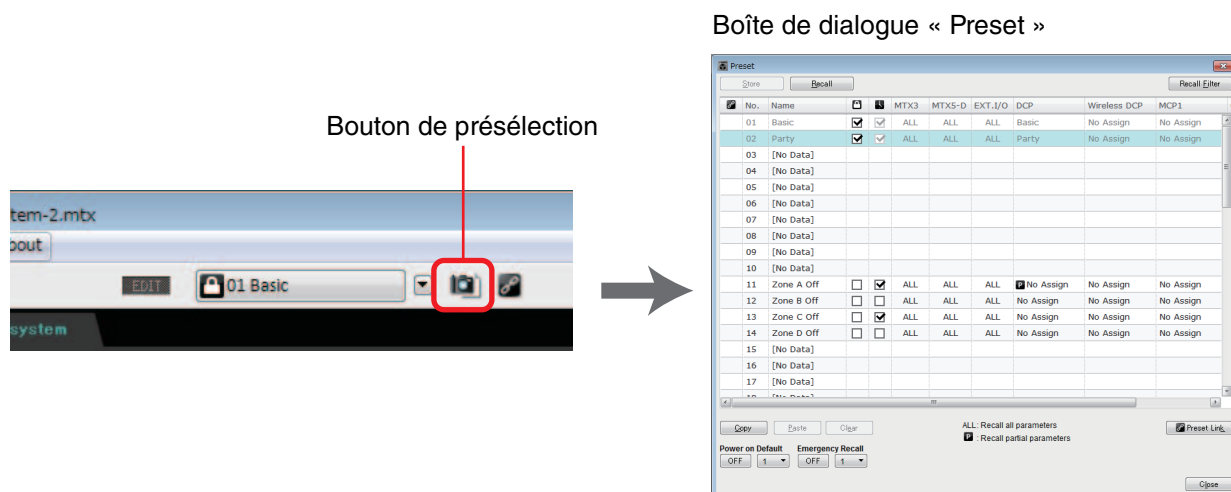 Boîte de dialogue « Preset »
Bouton de présélection
tem-2.mtx
bout
EDIT 01 Basic
system
Preset
Store Recall Recall Filter
No. Name MTX3 MTX5-D EXT.I/O DCP Wireless DCP MCP1
01 Basic ALL ALL ALL Basic No Assign No Assign
02 Party ALL ALL ALL Party No Assign No Assign
03 [No Data]
04 [No Data]
05 [No Data]
06 [No Data]
07 [No Data]
08 [No Data]
09 [No Data]
10 [No Data]
11 Zone A Off ALL ALL ALL P No Assign No Assign No Assign
12 Zone B Off ALL ALL ALL No Assign No Assign No Assign
13 Zone C Off ALL ALL ALL No Assign No Assign No Assign
14 Zone D Off ALL ALL ALL No Assign No Assign No Assign
15 [No Data]
16 [No Data]
17 [No Data]
Copy Paste Clear
ALL: Recall all parameters
P : Recall partial parameters
Preset Link
Power on Default Emergency Recall
OFF 1 OFF 1
Close